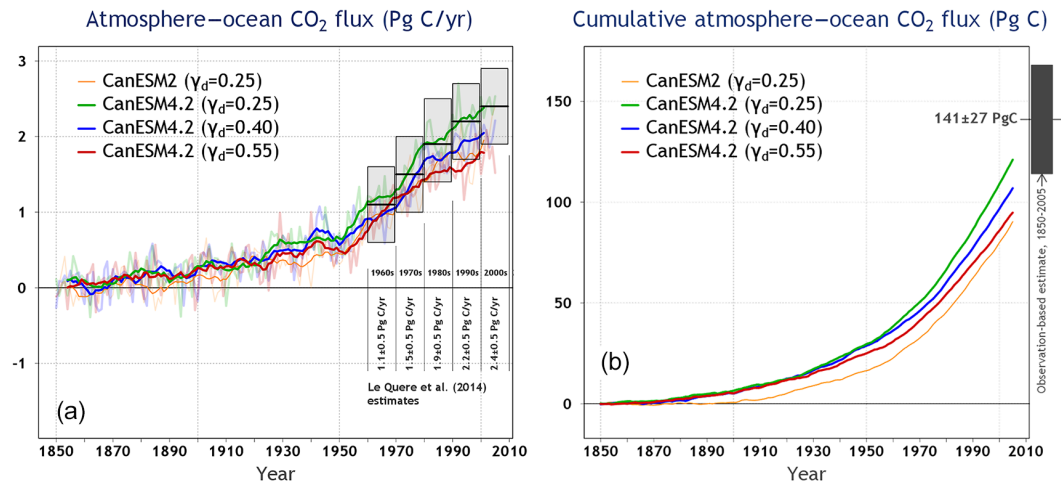 Atmosphere−ocean CO₂ flux (Pg C/yr)
3
2
1
0
-1
CanESM2 (γd=0.25)
CanESM4.2 (γd=0.25)
CanESM4.2 (γd=0.40)
CanESM4.2 (γd=0.55)
1960s 1970s 1980s 1990s 2000s
1.1±0.5 Pg C/yr
1.5±0.5 Pg C/yr
1.9±0.5 Pg C/yr
2.2±0.5 Pg C/yr
2.4±0.5 Pg C/yr
Le Quere et al. (2014)
estimates
(a)
1850 1870 1890 1910 1930 1950 1970 1990 2010
Year
Cumulative atmosphere−ocean CO₂ flux (Pg C)
150
100
50
0
CanESM2 (γd=0.25)
CanESM4.2 (γd=0.25)
CanESM4.2 (γd=0.40)
CanESM4.2 (γd=0.55)
141±27 PgC
Observation-based estimate, 1850-2005
(b)
1850 1870 1890 1910 1930 1950 1970 1990 2010
Year